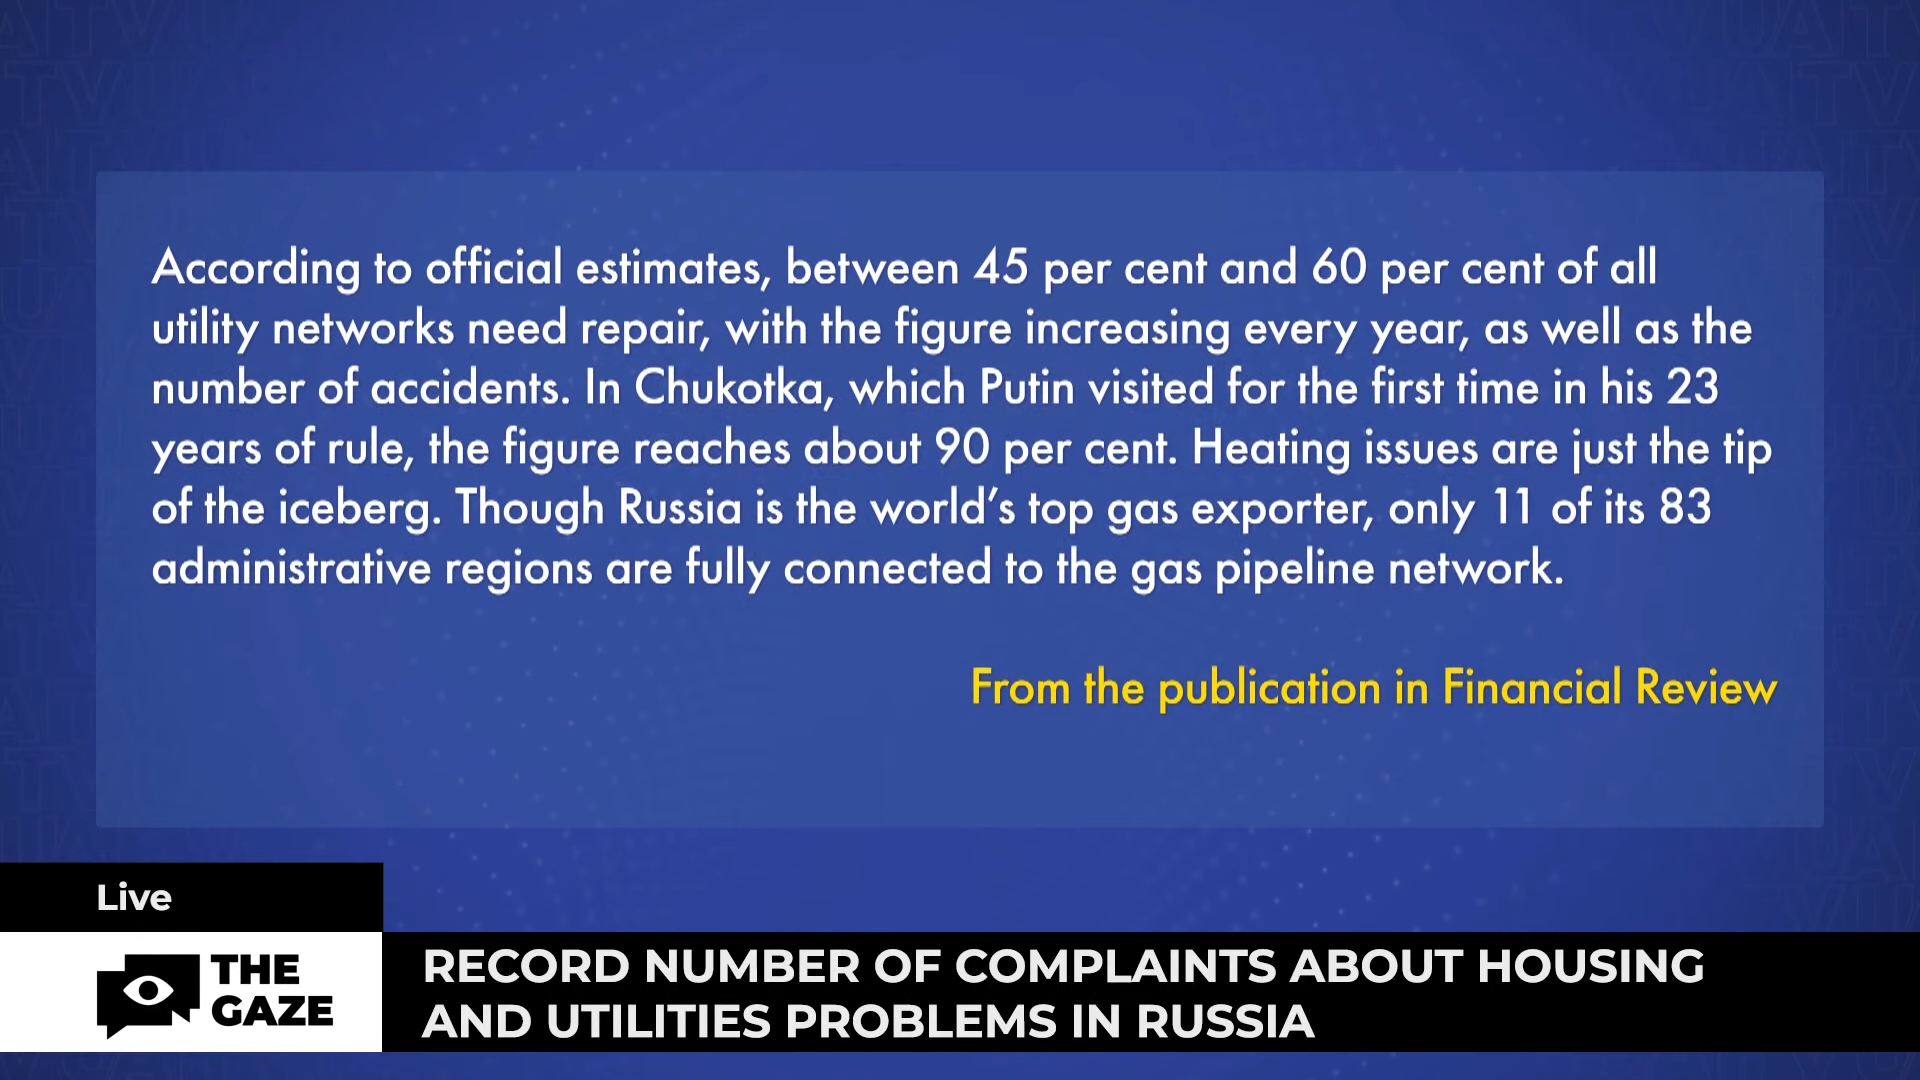 According to official estimates, between 45 per cent and 60 per cent of all
utility networks need repair, with the figure increasing every year, as well as the
number of accidents. In Chukotka, which Putin visited for the first time in his 23
years of rule, the figure reaches about 90 per cent. Heating issues are just the tip
of the iceberg. Though Russia is the world’s top gas exporter, only 11 of its 83
administrative regions are fully connected to the gas pipeline network.
From the publication in Financial Review
Live
THE
GAZE
RECORD NUMBER OF COMPLAINTS ABOUT HOUSING
AND UTILITIES PROBLEMS IN RUSSIA